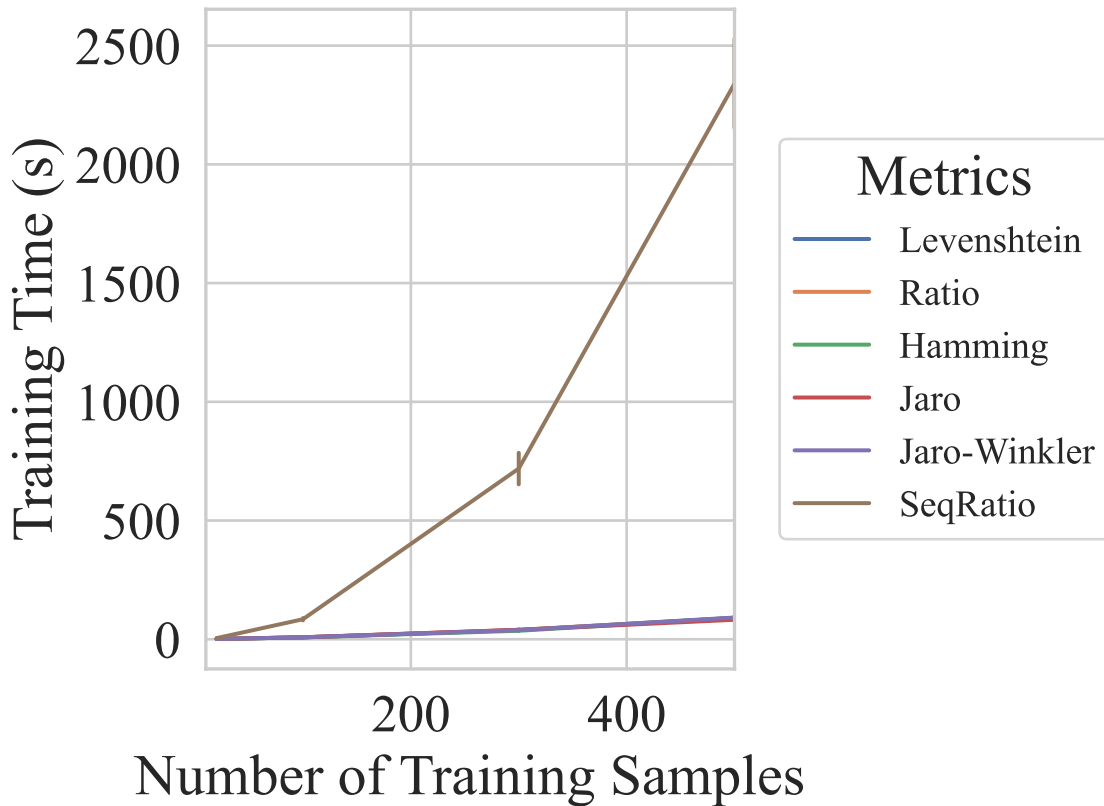 2500
2000
1500
1000
500
0
Training Time (s)
200 400
Number of Training Samples
Metrics
Levenshtein
Ratio
Hamming
Jaro
Jaro-Winkler
SeqRatio